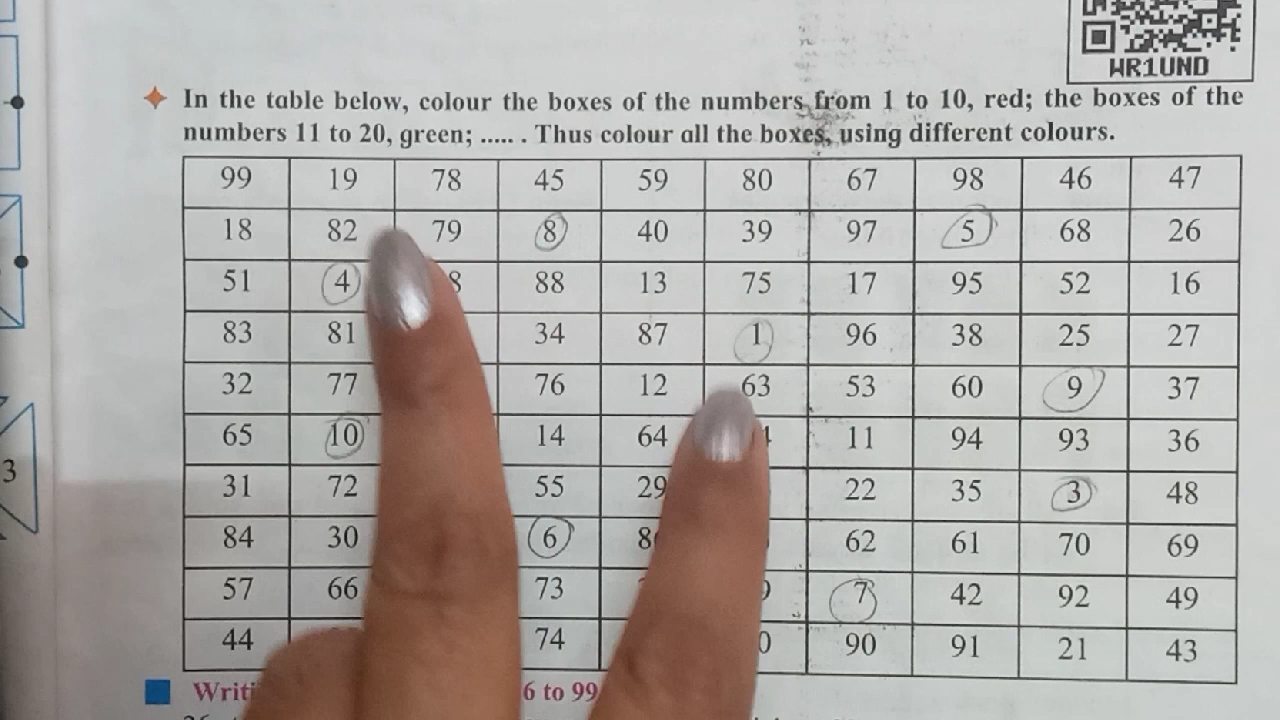 WR1UND
In the table below, colour the boxes of the numbers from 1 to 10, red; the boxes of the
numbers 11 to 20, green; ..... . Thus colour all the boxes, using different colours.
99 19 78 45 59 80 67 98 46 47
18 82 79 8 40 39 97 5 68 26
51 4 88 13 75 17 95 52 16
83 81 34 87 1 96 38 25 27
32 77 76 12 63 53 60 9 37
65 10 14 64 11 94 93 36
31 72 55 29 22 35 3 48
84 30 6 62 61 70 69
57 66 73 7 42 92 49
44 74 90 91 21 43
6 to 99
3